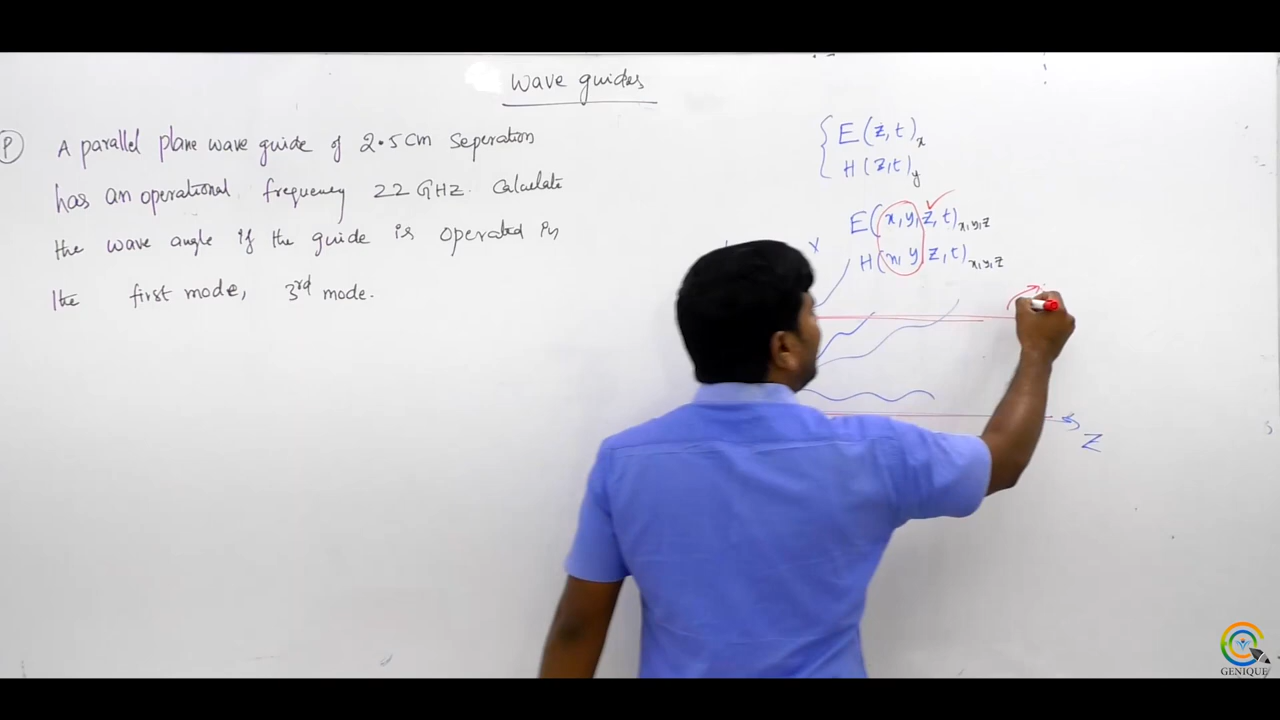 Wave guides
P
A parallel plane wave guide of 2.5cm Seperation
has an operational frequency 22 GHZ. Calculate
the wave angle if the guide is operated in
the first mode, 3rd mode.
E(z,t)x
H(z,t)y
E(x,y,z,t)x,y,z
H(x,y,z,t)x,y,z
X
Z
GENIQUE